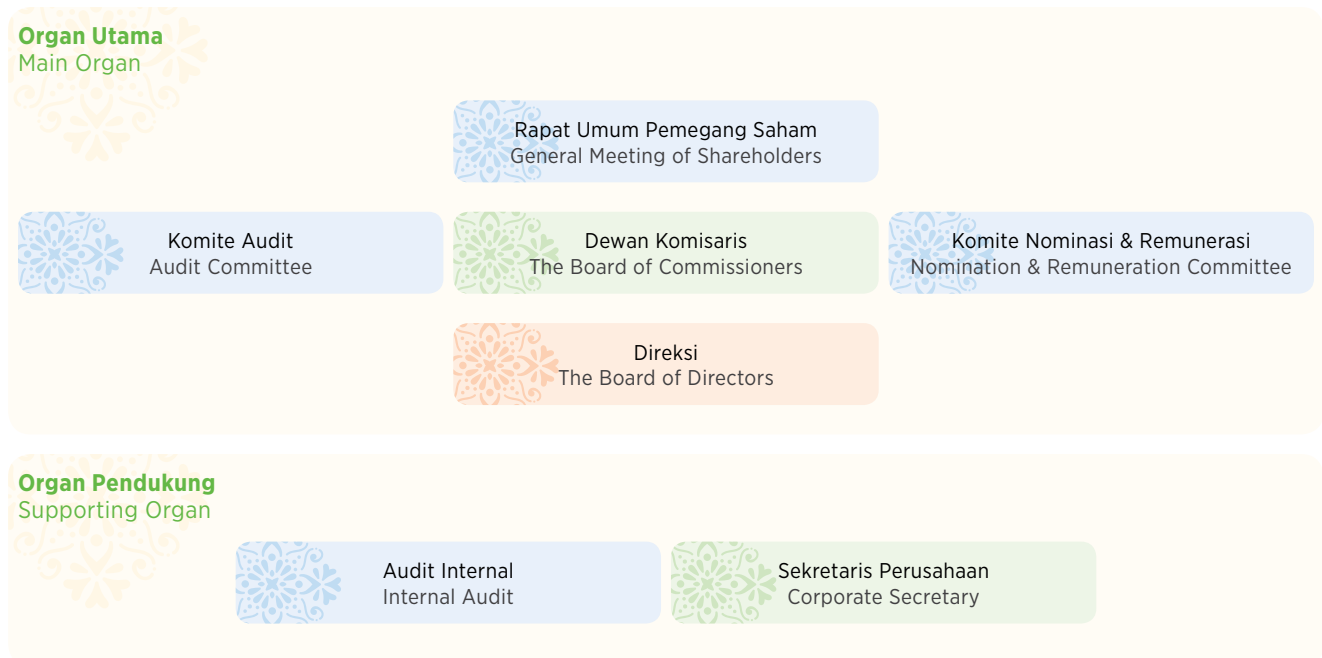 Organ Utama
Main Organ
Rapat Umum Pemegang Saham
General Meeting of Shareholders
Komite Audit
Audit Committee
Dewan Komisaris
The Board of Commissioners
Komite Nominasi & Remunerasi
Nomination & Remuneration Committee
Direksi
The Board of Directors
Organ Pendukung
Supporting Organ
Audit Internal
Internal Audit
Sekretaris Perusahaan
Corporate Secretary